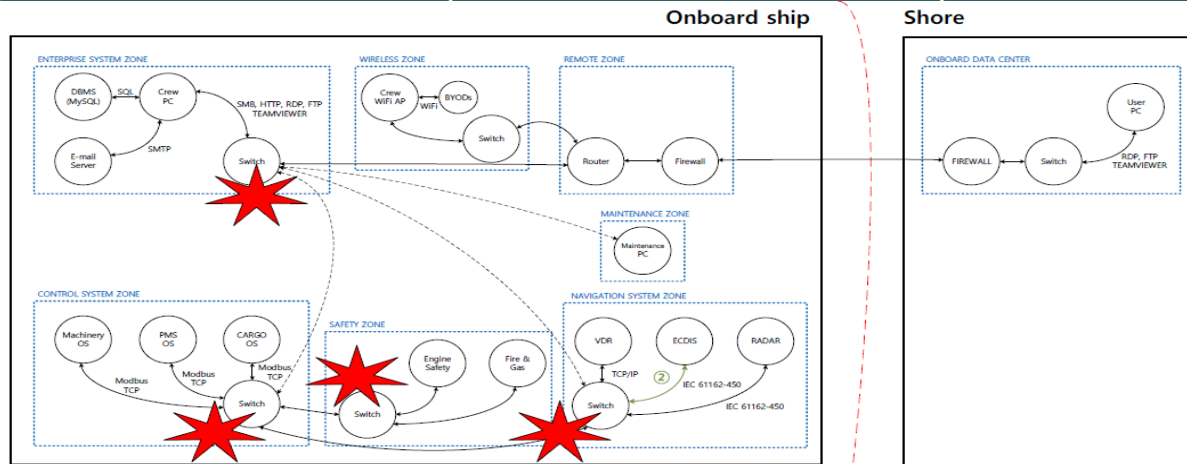 Onboard ship
Shore
ENTERPRISE SYSTEM ZONE
DBMS
(MySQL)
SQL
Crew
PC
SMB, HTTP, RDP, FTP
TEAMVIEWER
E-mail
Server
SMTP
Switch
WIRELESS ZONE
Crew
WiFi AP
WiFi
BYODs
Switch
REMOTE ZONE
Router
Firewall
ONBOARD DATA CENTER
User
PC
FIREWALL
Switch
RDP, FTP
TEAMVIEWER
MAINTENANCE ZONE
Maintenance
PC
CONTROL SYSTEM ZONE
Machinery
OS
PMS
OS
CARGO
OS
Modbus
TCP
Modbus
TCP
Modbus
TCP
Switch
SAFETY ZONE
Engine
Safety
Fire &
Gas
Switch
NAVIGATION SYSTEM ZONE
VDR
ECDIS
RADAR
TCP/IP
②
IEC 61162-450
IEC 61162-450
Switch